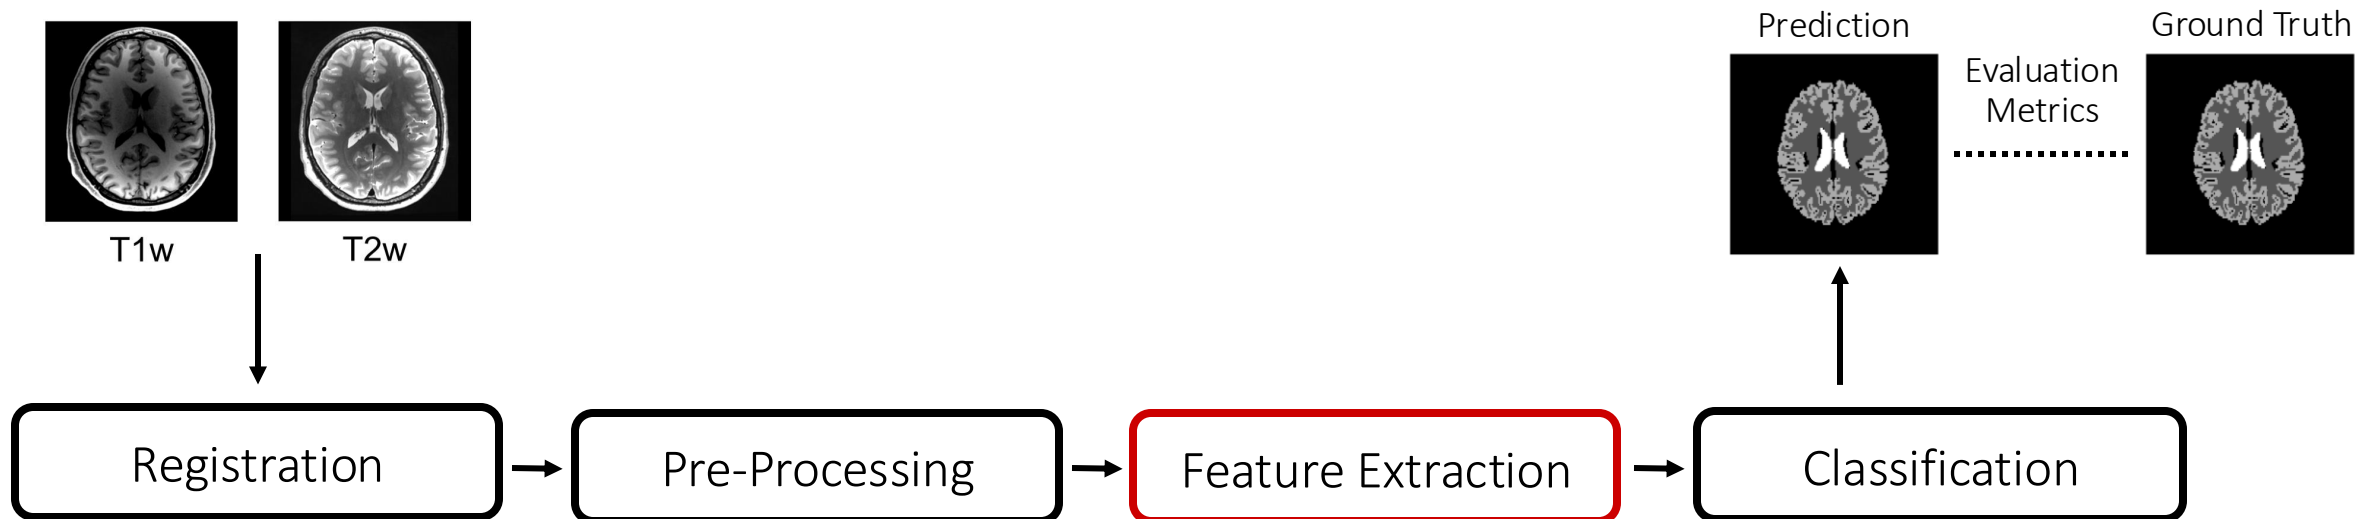 T1w
T2w
Prediction
Evaluation
Metrics
Ground Truth
Registration
Pre-Processing
Feature Extraction
Classification